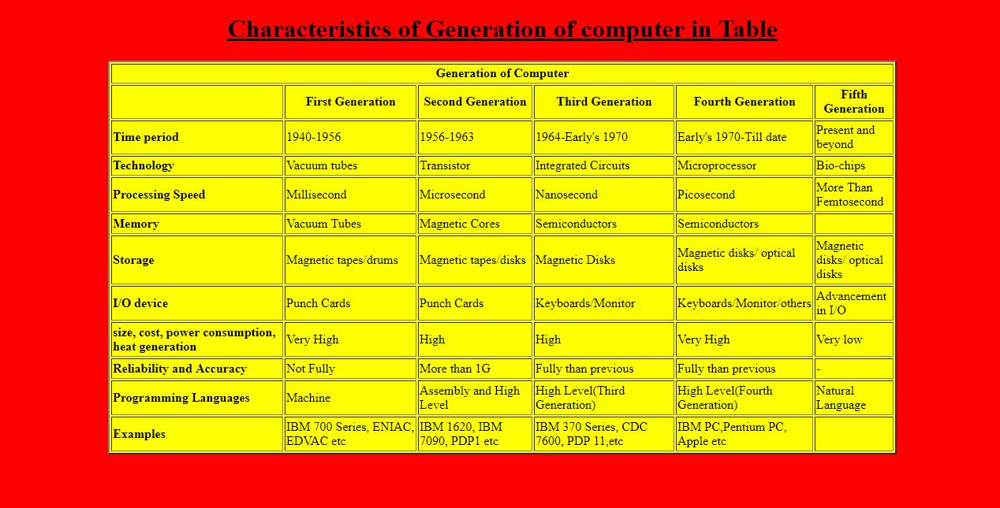 Characteristics of Generation of computer in Table
Generation of Computer
First Generation Second Generation Third Generation Fourth Generation Fifth Generation
Time period 1940-1956 1956-1963 1964-Early's 1970 Early's 1970-Till date Present and beyond
Technology Vacuum tubes Transistor Integrated Circuits Microprocessor Bio-chips
Processing Speed Millisecond Microsecond Nanosecond Picosecond More Than Femtosecond
Memory Vacuum Tubes Magnetic Cores Semiconductors Semiconductors
Storage Magnetic tapes/drums Magnetic tapes/disks Magnetic Disks Magnetic disks/ optical disks Magnetic disks/ optical disks
I/O device Punch Cards Punch Cards Keyboards/Monitor Keyboards/Monitor/others Advancement in I/O
size, cost, power consumption, heat generation Very High High High Very High Very low
Reliability and Accuracy Not Fully More than 1G Fully than previous Fully than previous -
Programming Languages Machine Assembly and High Level High Level(Third Generation) High Level(Fourth Generation) Natural Language
Examples IBM 700 Series, ENIAC, EDVAC etc IBM 1620, IBM 7090, PDP1 etc IBM 370 Series, CDC 7600, PDP 11,etc IBM PC,Pentium PC, Apple etc